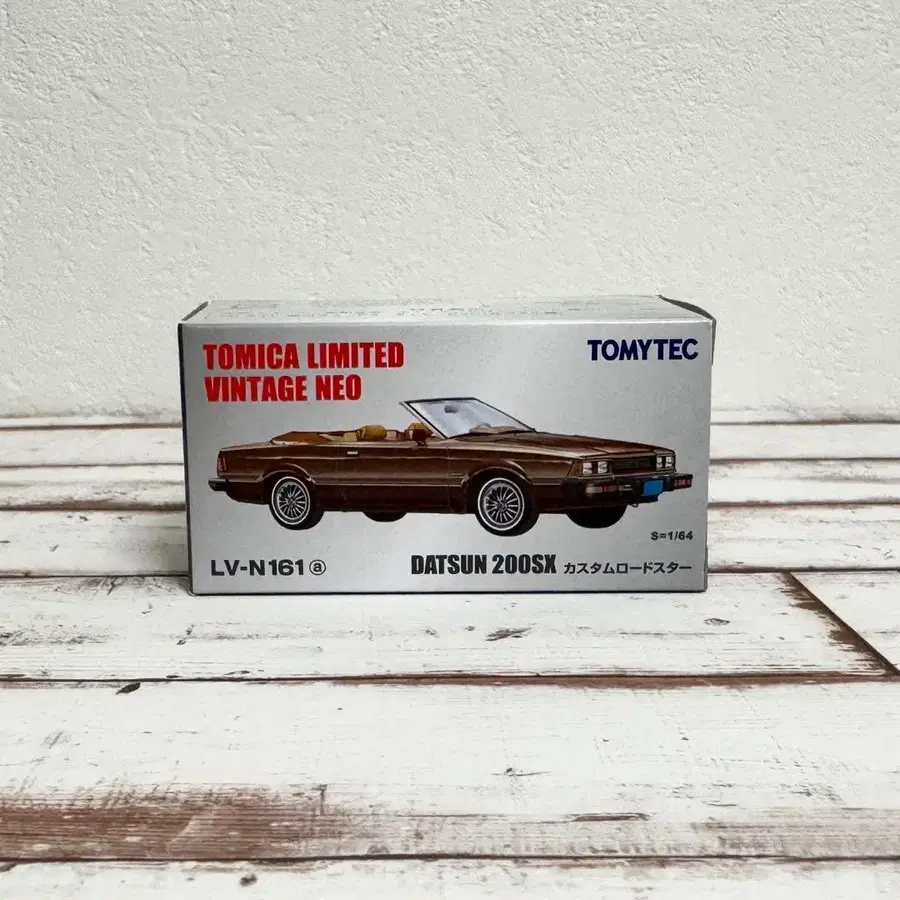 TOMICA LIMITED
VINTAGE NEO
TOMYTEC
S=1/64
LV-N161 ⓐ
DATSUN 200SX カスタムロードスター